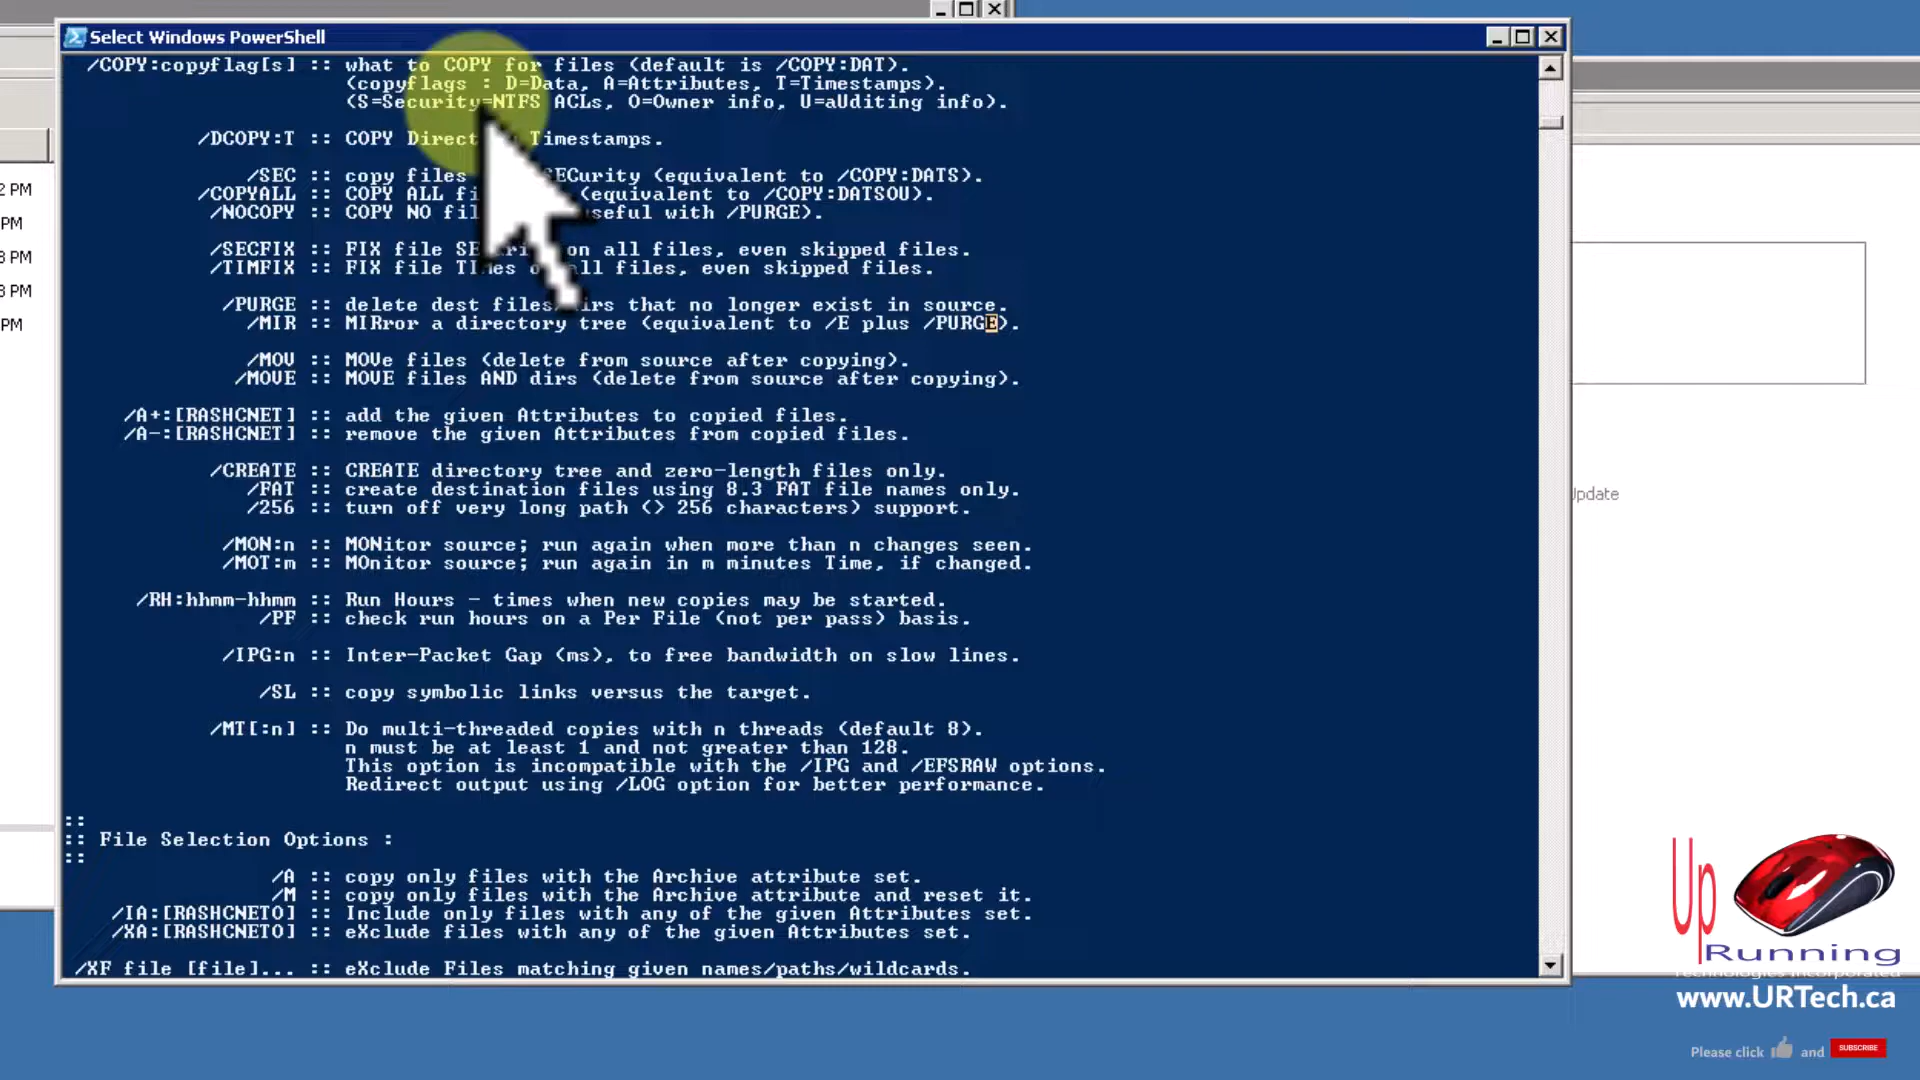 Select Windows PowerShell
/COPY:copyflag[s] :: what to COPY for files (default is /COPY:DAT).
(copyflags : D=Data, A=Attributes, T=Timestamps).
(S=Security=NTFS ACLs, O=Owner info, U=aUditing info).
/DCOPY:T :: COPY Direct Timestamps.
/SEC :: copy files SECurity (equivalent to /COPY:DATS).
/COPYALL :: COPY ALL fi (equivalent to /COPY:DATSOU).
/NOCOPY :: COPY NO fil useful with /PURGE).
/SECFIX :: FIX file SE on all files, even skipped files.
/TIMFIX :: FIX file TIMes all files, even skipped files.
/PURGE :: delete dest files dirs that no longer exist in source.
/MIR :: MIRror a directory tree (equivalent to /E plus /PURGE).
/MOV :: MOVe files (delete from source after copying).
/MOVE :: MOVE files AND dirs (delete from source after copying).
/A+:[RASHCNET] :: add the given Attributes to copied files.
/A-:[RASHCNET] :: remove the given Attributes from copied files.
/CREATE :: CREATE directory tree and zero-length files only.
/FAT :: create destination files using 8.3 FAT file names only.
/256 :: turn off very long path (> 256 characters) support.
/MON:n :: MONitor source; run again when more than n changes seen.
/MOT:m :: MOnitor source; run again in m minutes Time, if changed.
/RH:hhmm-hhmm :: Run Hours - times when new copies may be started.
/PF :: check run hours on a Per File (not per pass) basis.
/IPG:n :: Inter-Packet Gap (ms), to free bandwidth on slow lines.
/SL :: copy symbolic links versus the target.
/MT[:n] :: Do multi-threaded copies with n threads (default 8).
n must be at least 1 and not greater than 128.
This option is incompatible with the /IPG and /EFSRAW options.
Redirect output using /LOG option for better performance.
::
:: File Selection Options :
::
/A :: copy only files with the Archive attribute set.
/M :: copy only files with the Archive attribute and reset it.
/IA:[RASHCNETO] :: Include only files with any of the given Attributes set.
/XA:[RASHCNETO] :: eXclude files with any of the given Attributes set.
/XF file [file]... :: eXclude Files matching given names/paths/wildcards.
2 PM
PM
3 PM
3 PM
PM
Update
Up
Running
Technologies Incorporated
www.URTech.ca
Please click and SUBSCRIBE